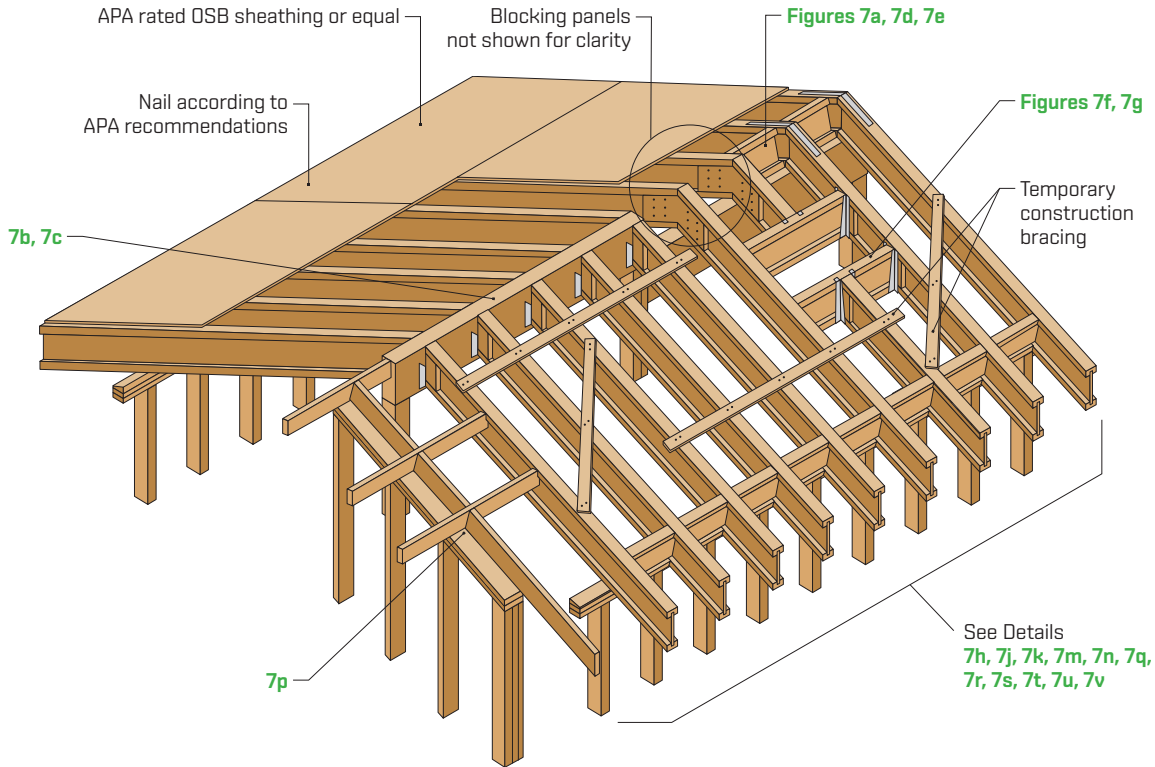 APA rated OSB sheathing or equal
Blocking panels
not shown for clarity
Figures 7a, 7d, 7e
Nail according to
APA recommendations
Figures 7f, 7g
Temporary
construction
bracing
7b, 7c
7p
See Details
7h, 7j, 7k, 7m, 7n, 7q,
7r, 7s, 7t, 7u, 7v